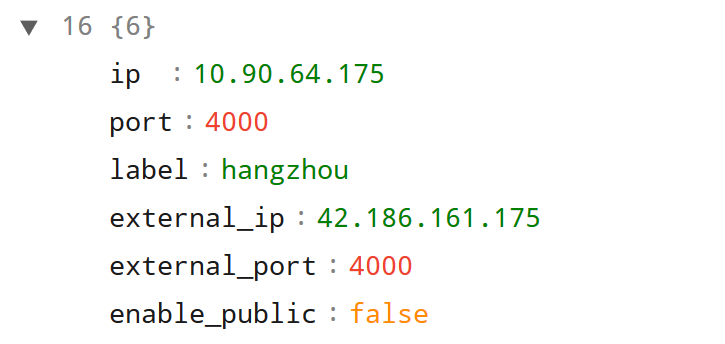 ▼ 16 {6}
ip : 10.90.64.175
port : 4000
label : hangzhou
external_ip : 42.186.161.175
external_port : 4000
enable_public : false